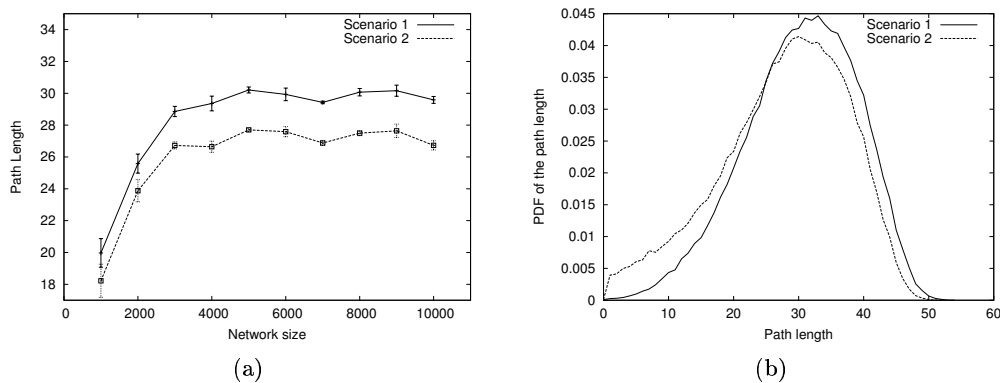 34
32
30
28
26
24
22
20
18
Path Length
0 2000 4000 6000 8000 10000
Network size
Scenario 1
Scenario 2
(a)
0.045
0.04
0.035
0.03
0.025
0.02
0.015
0.01
0.005
0
PDF of the path length
0 10 20 30 40 50 60
Path length
Scenario 1
Scenario 2
(b)